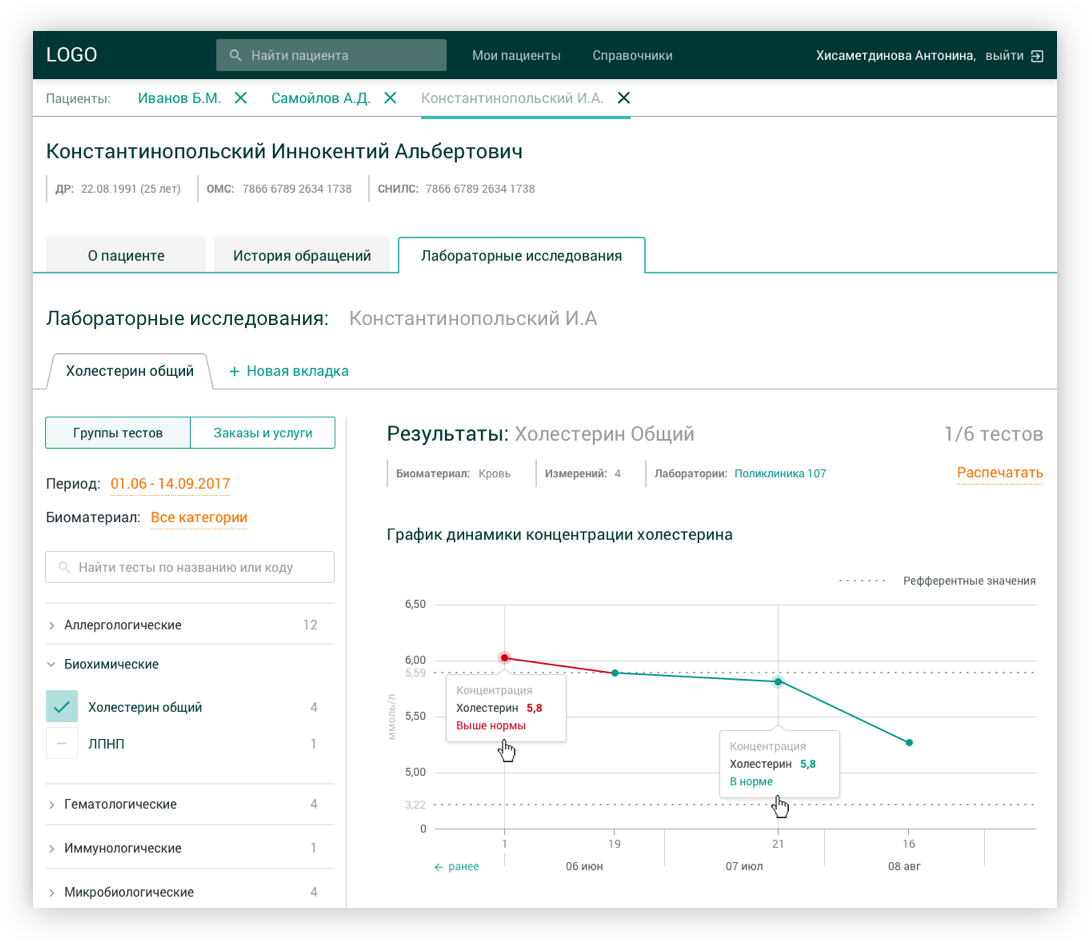 LOGO
Найти пациента
Мои пациенты
Справочники
Хисаметдинова Антонина, выйти
Пациенты: Иванов Б.М. Самойлов А.Д. Константинопольский И.А.
Константинопольский Иннокентий Альбертович
ДР: 22.08.1991 (25 лет) ОМС: 7866 6789 2634 1738 СНИЛС: 7866 6789 2634 1738
О пациенте
История обращений
Лабораторные исследования
Лабораторные исследования: Константинопольский И.А
Холестерин общий
+ Новая вкладка
Группы тестов
Заказы и услуги
Период: 01.06 - 14.09.2017
Биоматериал: Все категории
Найти тесты по названию или коду
Аллергологические 12
Биохимические
Холестерин общий 4
ЛПНП 1
Гематологические 4
Иммунологические 1
Микробиологические 4
Результаты: Холестерин Общий
1/6 тестов
Биоматериал: Кровь Измерений: 4 Лаборатории: Поликлиника 107
Распечатать
График динамики концентрации холестерина
Рефферентные значения
6,50
6,00
5,59
5,50
5,00
3,22
0
ммоль/л
Концентрация
Холестерин 5,8
Выше нормы
Концентрация
Холестерин 5,8
В норме
1 19 21 16
← ранее
06 июн 07 июл 08 авг